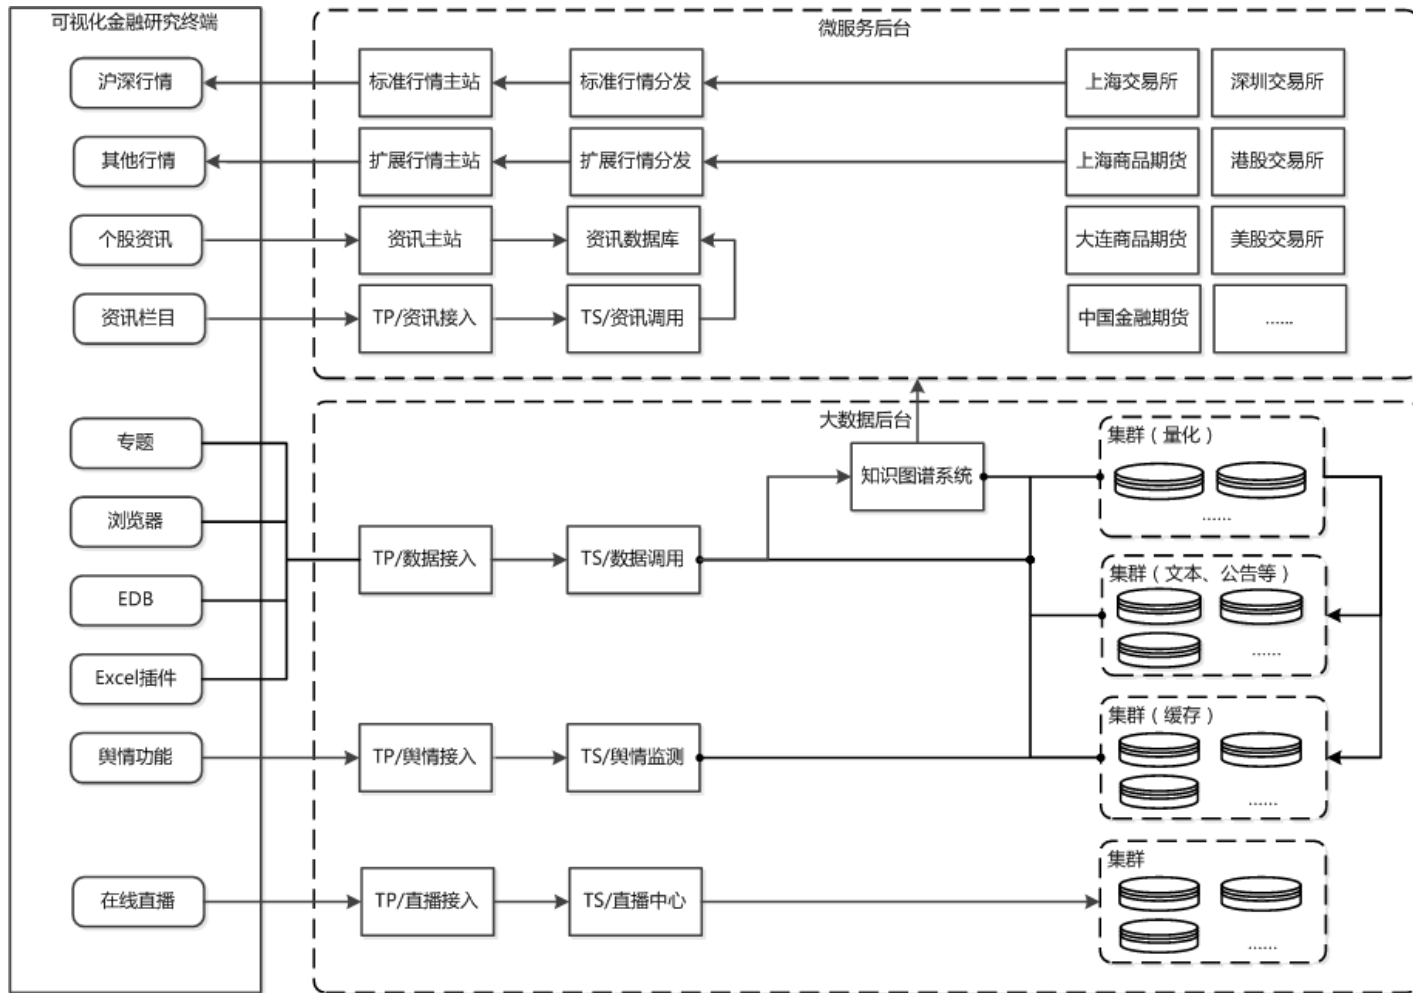 可视化金融研究终端
微服务后台
沪深行情
标准行情主站
标准行情分发
上海交易所
深圳交易所
其他行情
扩展行情主站
扩展行情分发
上海商品期货
港股交易所
个股资讯
资讯主站
资讯数据库
大连商品期货
美股交易所
资讯栏目
TP/资讯接入
TS/资讯调用
中国金融期货
......
大数据后台
专题
知识图谱系统
集群（量化）
......
浏览器
TP/数据接入
TS/数据调用
集群（文本、公告等）
......
EDB
Excel插件
舆情功能
TP/舆情接入
TS/舆情监测
集群（缓存）
......
在线直播
TP/直播接入
TS/直播中心
集群
......